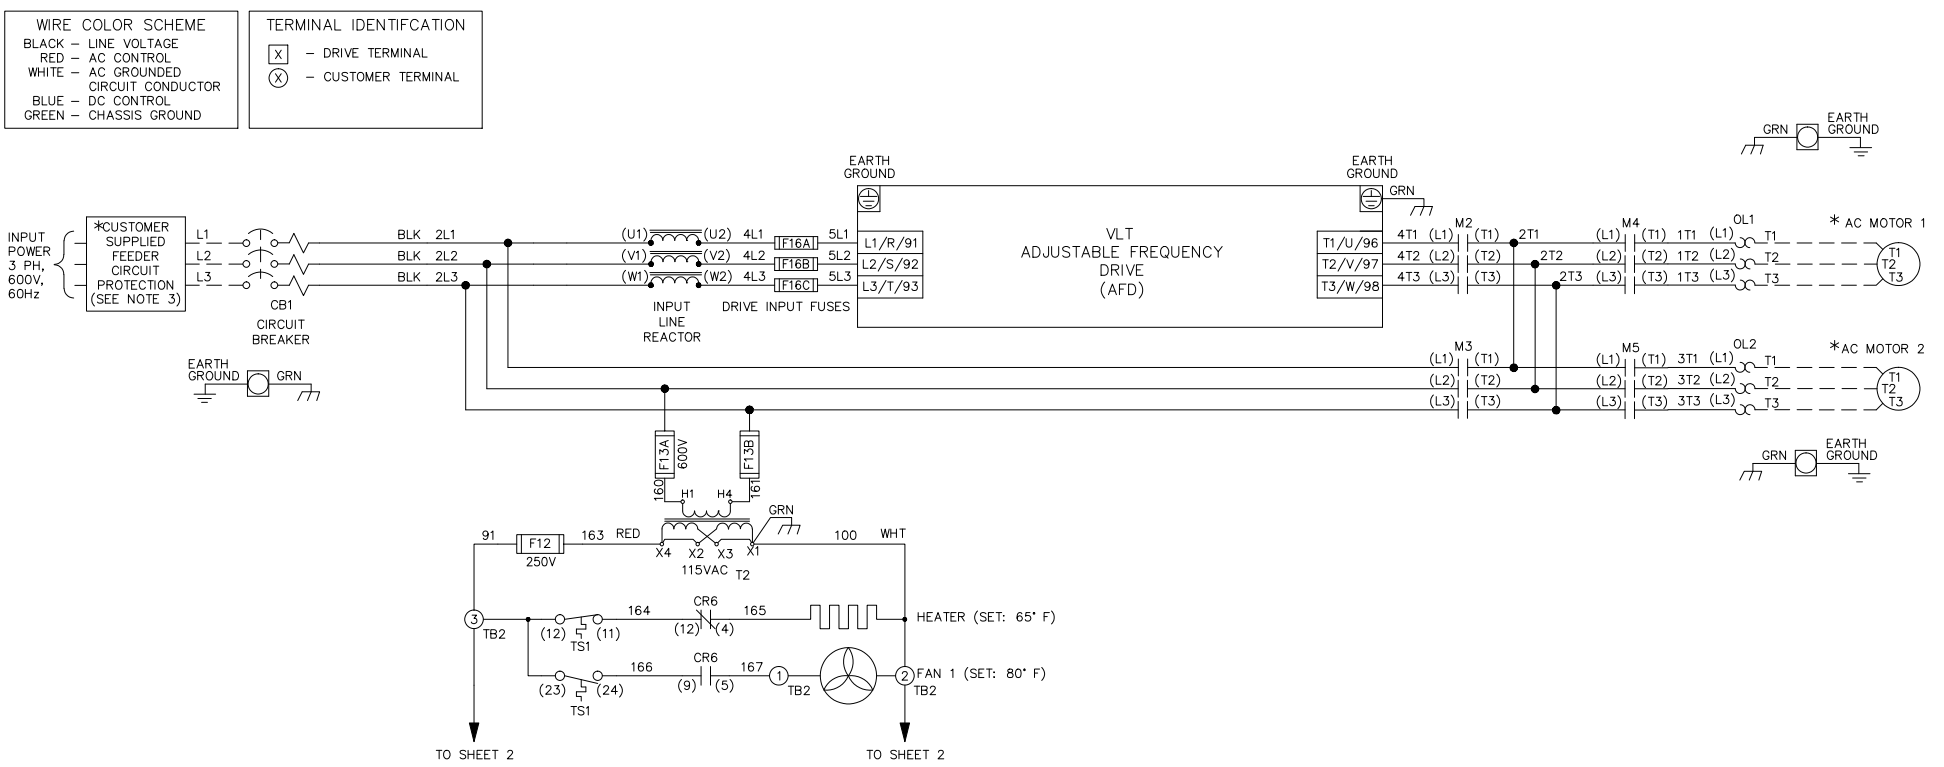 WIRE COLOR SCHEME
BLACK – LINE VOLTAGE
RED – AC CONTROL
WHITE – AC GROUNDED
CIRCUIT CONDUCTOR
BLUE – DC CONTROL
GREEN – CHASSIS GROUND
TERMINAL IDENTIFCATION
X – DRIVE TERMINAL
X – CUSTOMER TERMINAL
GRN EARTH
GROUND
EARTH
GROUND
EARTH
GROUND
GRN
INPUT
POWER
3 PH,
600V,
60Hz
*CUSTOMER
SUPPLIED
FEEDER
CIRCUIT
PROTECTION
(SEE NOTE 3)
L1
L2
L3
CB1
CIRCUIT
BREAKER
BLK 2L1
BLK 2L2
BLK 2L3
(U1) (U2) 4L1 F16A 5L1 L1/R/91
(V1) (V2) 4L2 F16B 5L2 L2/S/92
(W1) (W2) 4L3 F16C 5L3 L3/T/93
INPUT
LINE
REACTOR
DRIVE INPUT FUSES
VLT
ADJUSTABLE FREQUENCY
DRIVE
(AFD)
M2 M4 OL1 * AC MOTOR 1
T1/U/96 4T1 (L1) (T1) 2T1 (L1) (T1) 1T1 (L1) T1
T2/V/97 4T2 (L2) (T2) 2T2 (L2) (T2) 1T2 (L2) T2
T3/W/98 4T3 (L3) (T3) 2T3 (L3) (T3) 1T3 (L3) T3
T1
T2
T3
EARTH
GROUND GRN
M3 M5 OL2 *AC MOTOR 2
(L1) (T1) (L1) (T1) 3T1 (L1) T1
(L2) (T2) (L2) (T2) 3T2 (L2) T2
(L3) (T3) (L3) (T3) 3T3 (L3) T3
T1
T2
T3
GRN EARTH
GROUND
F13A
600V
F13B
160
161
H1 H4
GRN
91 F12 163 RED
250V
X4 X2 X3 X1
100 WHT
115VAC T2
3
TB2
(12) (11)
TS1
164
CR6
(12) (4)
165
HEATER (SET: 65° F)
(23) (24)
TS1
166
CR6
(9) (5)
167
1
TB2
2
TB2
FAN 1 (SET: 80° F)
TO SHEET 2
TO SHEET 2